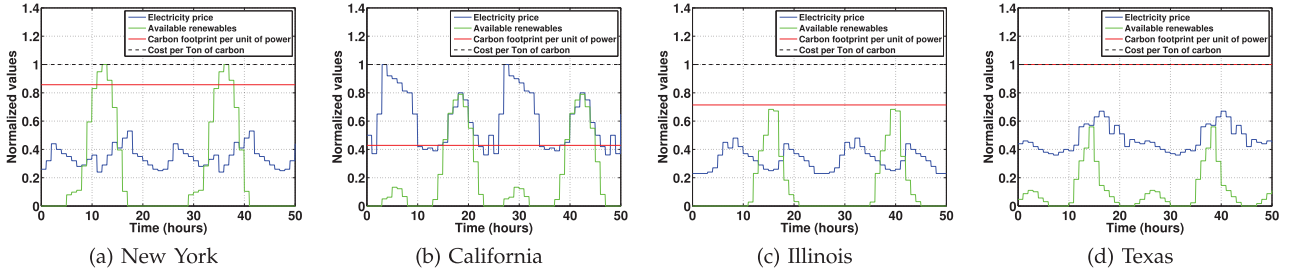 Normalized values
1.4
1.2
1
0.8
0.6
0.4
0.2
0
Electricity price
Available renewables
Carbon footprint per unit of power
Cost per Ton of carbon
0 10 20 30 40 50
Time (hours)
(a) New York
Normalized values
1.4
1.2
1
0.8
0.6
0.4
0.2
0
Electricity price
Available renewables
Carbon footprint per unit of power
Cost per Ton of carbon
0 10 20 30 40 50
Time (hours)
(b) California
Normalized values
1.4
1.2
1
0.8
0.6
0.4
0.2
0
Electricity price
Available renewables
Carbon footprint per unit of power
Cost per Ton of carbon
0 10 20 30 40 50
Time (hours)
(c) Illinois
Normalized values
1.4
1.2
1
0.8
0.6
0.4
0.2
0
Electricity price
Available renewables
Carbon footprint per unit of power
Cost per Ton of carbon
0 10 20 30 40 50
Time (hours)
(d) Texas